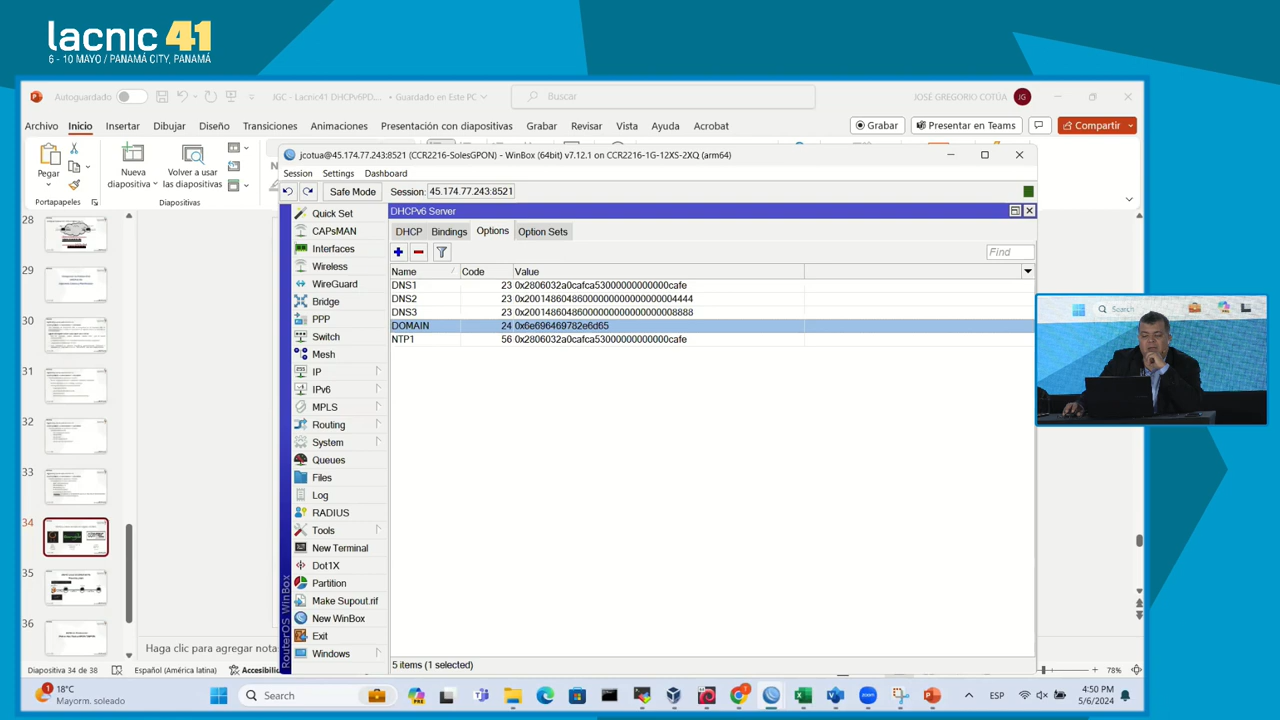 lacnic 41
6 - 10 MAYO / PANAMÁ CITY, PANAMÁ
Autoguardado
JGC - Lacnic41 DHCPv6PD... • Guardado en Este PC
Buscar
JOSÉ GREGORIO COTÚA
JG
Archivo Inicio Insertar Dibujar Diseño Transiciones Animaciones Presentación con diapositivas Grabar Revisar Vista Ayuda Acrobat
Grabar
Presentar en Teams
Compartir
Pegar
Nueva diapositiva
Volver a usar las diapositivas
Portapapeles
Diapositivas
jcotua@45.174.77.243:8521 (CCR2216-SolesGPON) - WinBox (64bit) v7.12.1 on CCR2216-1G-12XS-2XQ (arm64)
Session Settings Dashboard
Safe Mode Session: 45.174.77.243:8521
Quick Set
CAPsMAN
Interfaces
Wireless
WireGuard
Bridge
PPP
Switch
Mesh
IP
IPv6
MPLS
Routing
System
Queues
Files
Log
RADIUS
Tools
New Terminal
Dot1X
Partition
Make Supout.rif
New WinBox
Exit
Windows
RouterOS WinBox
DHCPv6 Server
DHCP Bindings Options Option Sets
Find
Name Code Value
DNS1 23 0x2806032a0cafca5300000000000cafe
DNS2 23 0x20014860486000000000000000004444
DNS3 23 0x20014860486000000000000000008888
DOMAIN 23 0x6e696469782e6d65
NTP1 23 0x2806032a0cafca5300000000000cafe
5 items (1 selected)
28
29
30
31
32
33
34
35
36
Haga clic para agregar nota
Diapositiva 34 de 38
Español (América latina)
Accesibilid
78%
Search
18°C
Mayorm. soleado
Search
ESP
4:50 PM
5/6/2024